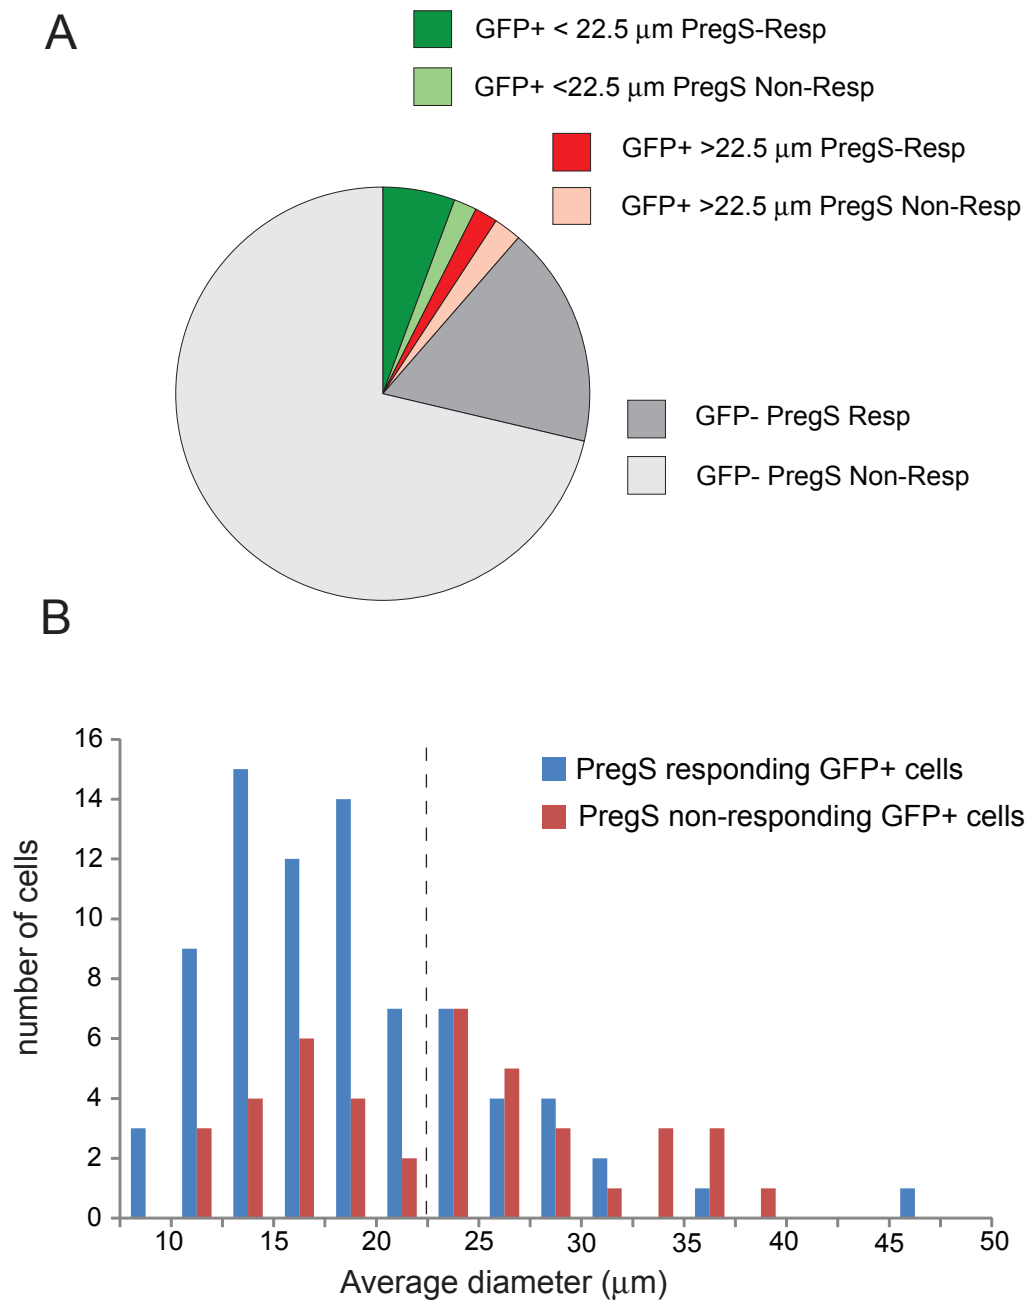 A
GFP+ < 22.5 μm PregS-Resp
GFP+ <22.5 μm PregS Non-Resp
GFP+ >22.5 μm PregS-Resp
GFP+ >22.5 μm PregS Non-Resp
GFP- PregS Resp
GFP- PregS Non-Resp
B
PregS responding GFP+ cells
PregS non-responding GFP+ cells
number of cells
16
14
12
10
8
6
4
2
0
10 15 20 25 30 35 40 45 50
Average diameter (μm)